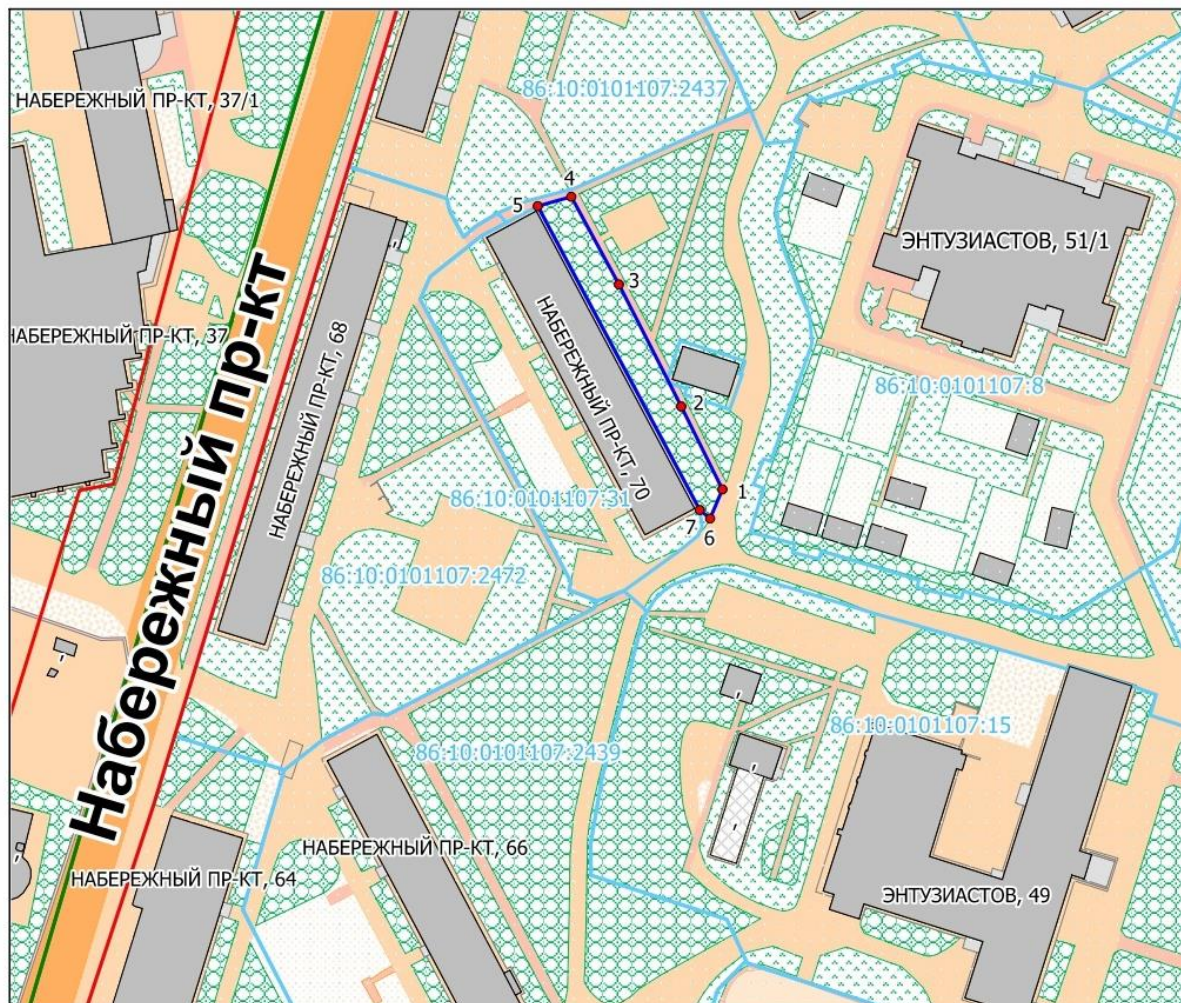 86:10:0101107:2437
НАБЕРЕЖНЫЙ ПР-КТ, 37/1
4
5
ЭНТУЗИАСТОВ, 51/1
3
НАБЕРЕЖНЫЙ ПР-КТ, 37
НАБЕРЕЖНЫЙ ПР-КТ, 68
НАБЕРЕЖНЫЙ ПР-КТ, 70
86:10:0101107:8
2
Набережный пр-кт
86:10:0101107:31
1
7
6
86:10:0101107:2472
86:10:0101107:15
86:10:0101107:2439
НАБЕРЕЖНЫЙ ПР-КТ, 66
НАБЕРЕЖНЫЙ ПР-КТ, 64
ЭНТУЗИАСТОВ, 49